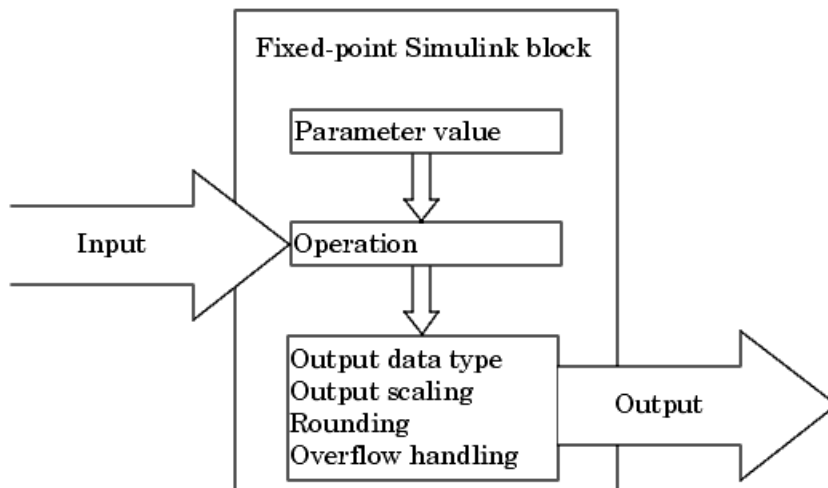 Fixed-point Simulink block
Parameter value
Input
Operation
Output data type
Output scaling
Rounding
Overflow handling
Output